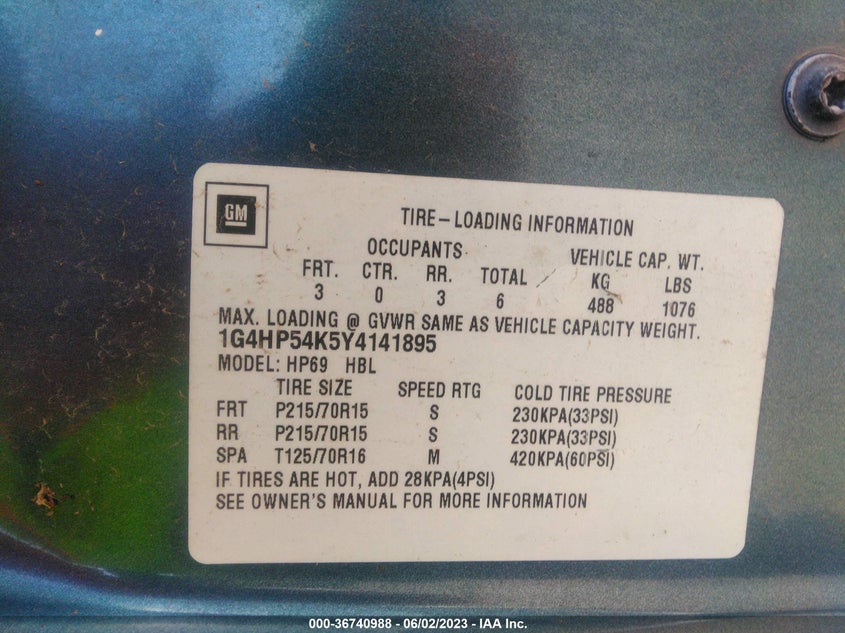 GM
TIRE-LOADING INFORMATION
OCCUPANTS VEHICLE CAP. WT.
FRT. CTR. RR. TOTAL KG LBS
3 0 3 6 488 1076
MAX. LOADING @ GVWR SAME AS VEHICLE CAPACITY WEIGHT.
1G4HP54K5Y4141895
MODEL: HP69 HBL
TIRE SIZE SPEED RTG COLD TIRE PRESSURE
FRT P215/70R15 S 230KPA(33PSI)
RR P215/70R15 S 230KPA(33PSI)
SPA T125/70R16 M 420KPA(60PSI)
IF TIRES ARE HOT, ADD 28KPA(4PSI)
SEE OWNER'S MANUAL FOR MORE INFORMATION
000-36740988 - 06/02/2023 - IAA Inc.